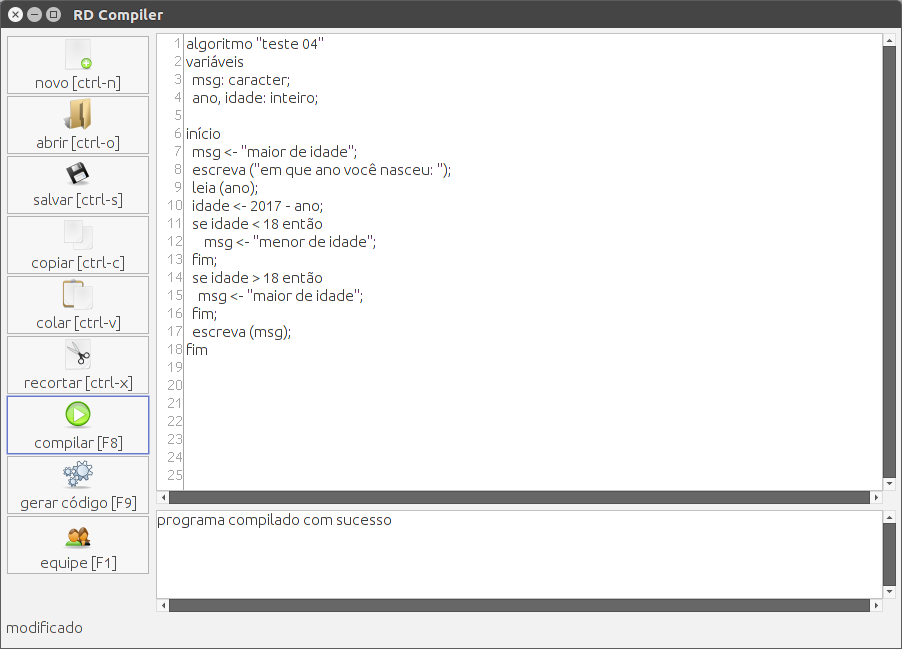 RD Compiler
novo [ctrl-n]
abrir [ctrl-o]
salvar [ctrl-s]
copiar [ctrl-c]
colar [ctrl-v]
recortar [ctrl-x]
compilar [F8]
gerar código [F9]
equipe [F1]
1 algoritmo "teste 04"
2 variáveis
3 msg: caracter;
4 ano, idade: inteiro;
5
6 início
7 msg <- "maior de idade";
8 escreva ("em que ano você nasceu: ");
9 leia (ano);
10 idade <- 2017 - ano;
11 se idade < 18 então
12 msg <- "menor de idade";
13 fim;
14 se idade > 18 então
15 msg <- "maior de idade";
16 fim;
17 escreva (msg);
18 fim
19
20
21
22
23
24
25
programa compilado com sucesso
modificado